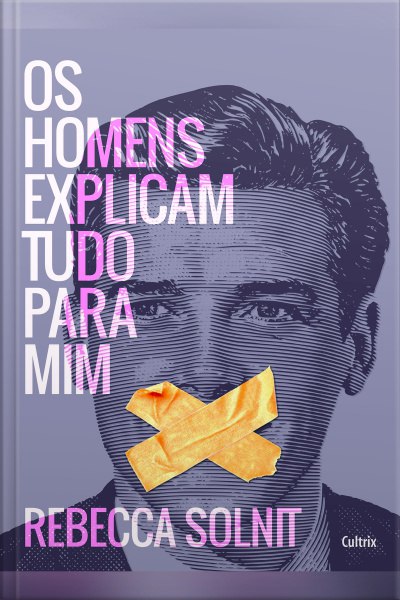 OS
HOMENS
EXPLICAM
TUDO
PARA
MIM
REBECCA SOLNIT
Cultrix